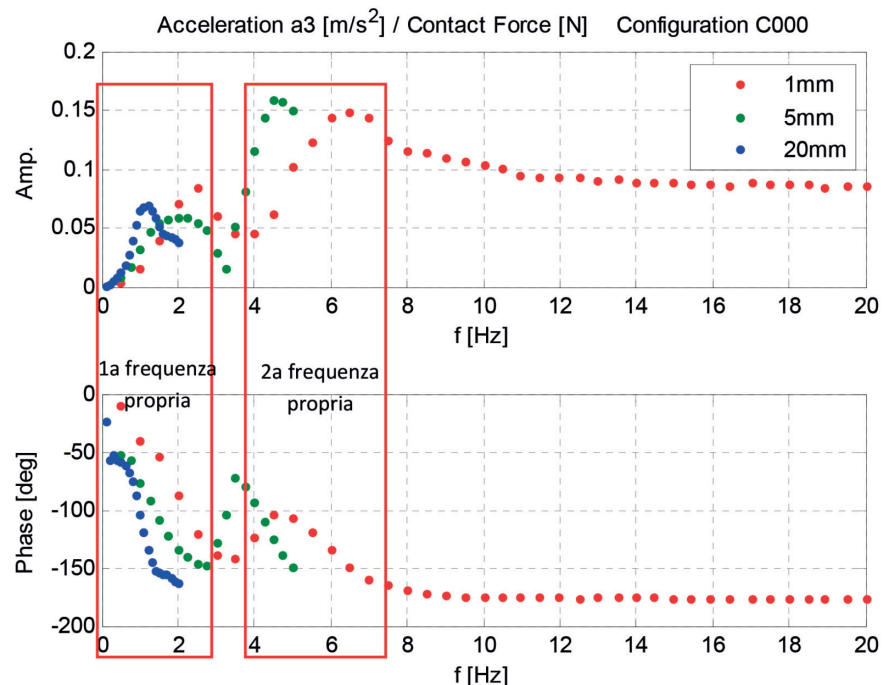 Acceleration a3 [m/s²] / Contact Force [N] Configuration C000
0.2
0.15
0.1
0.05
0
Amp.
1mm
5mm
20mm
0 2 4 6 8 10 12 14 16 18 20
f [Hz]
1a frequenza
propria
2a frequenza
propria
0
-50
-100
-150
-200
Phase [deg]
0 2 4 6 8 10 12 14 16 18 20
f [Hz]